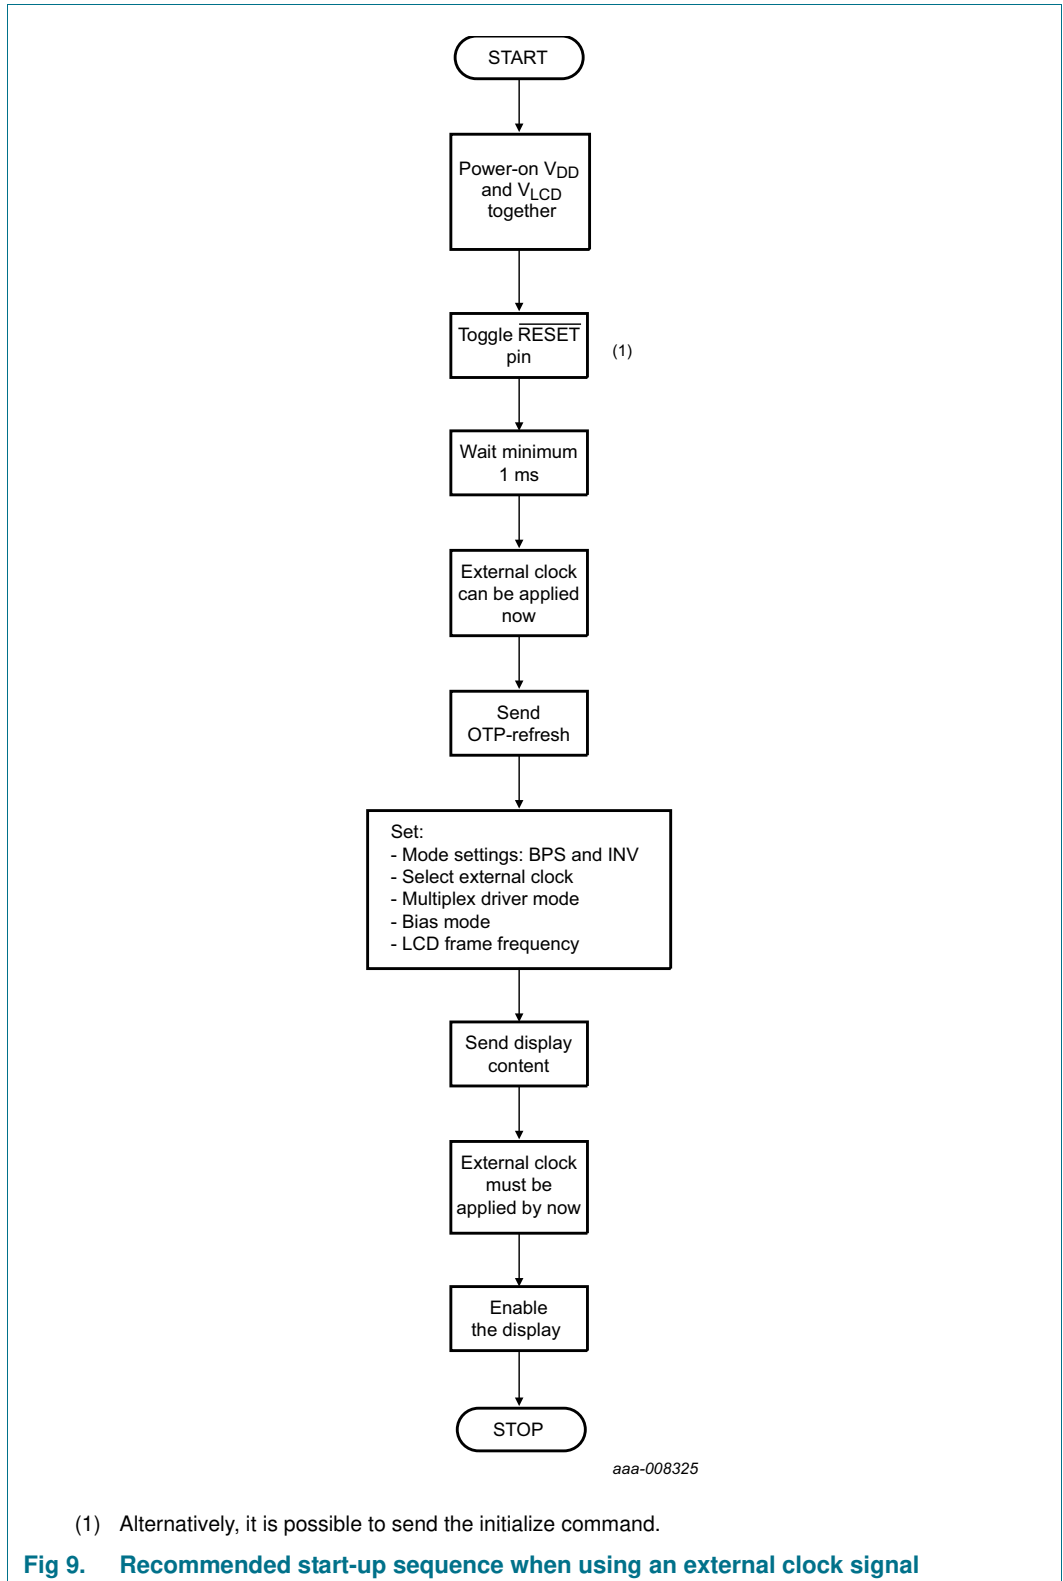 START
Power-on VDD
and VLCD
together
Toggle RESET
pin
(1)
Wait minimum
1 ms
External clock
can be applied
now
Send
OTP-refresh
Set:
- Mode settings: BPS and INV
- Select external clock
- Multiplex driver mode
- Bias mode
- LCD frame frequency
Send display
content
External clock
must be
applied by now
Enable
the display
STOP
aaa-008325
(1) Alternatively, it is possible to send the initialize command.
Fig 9. Recommended start-up sequence when using an external clock signal